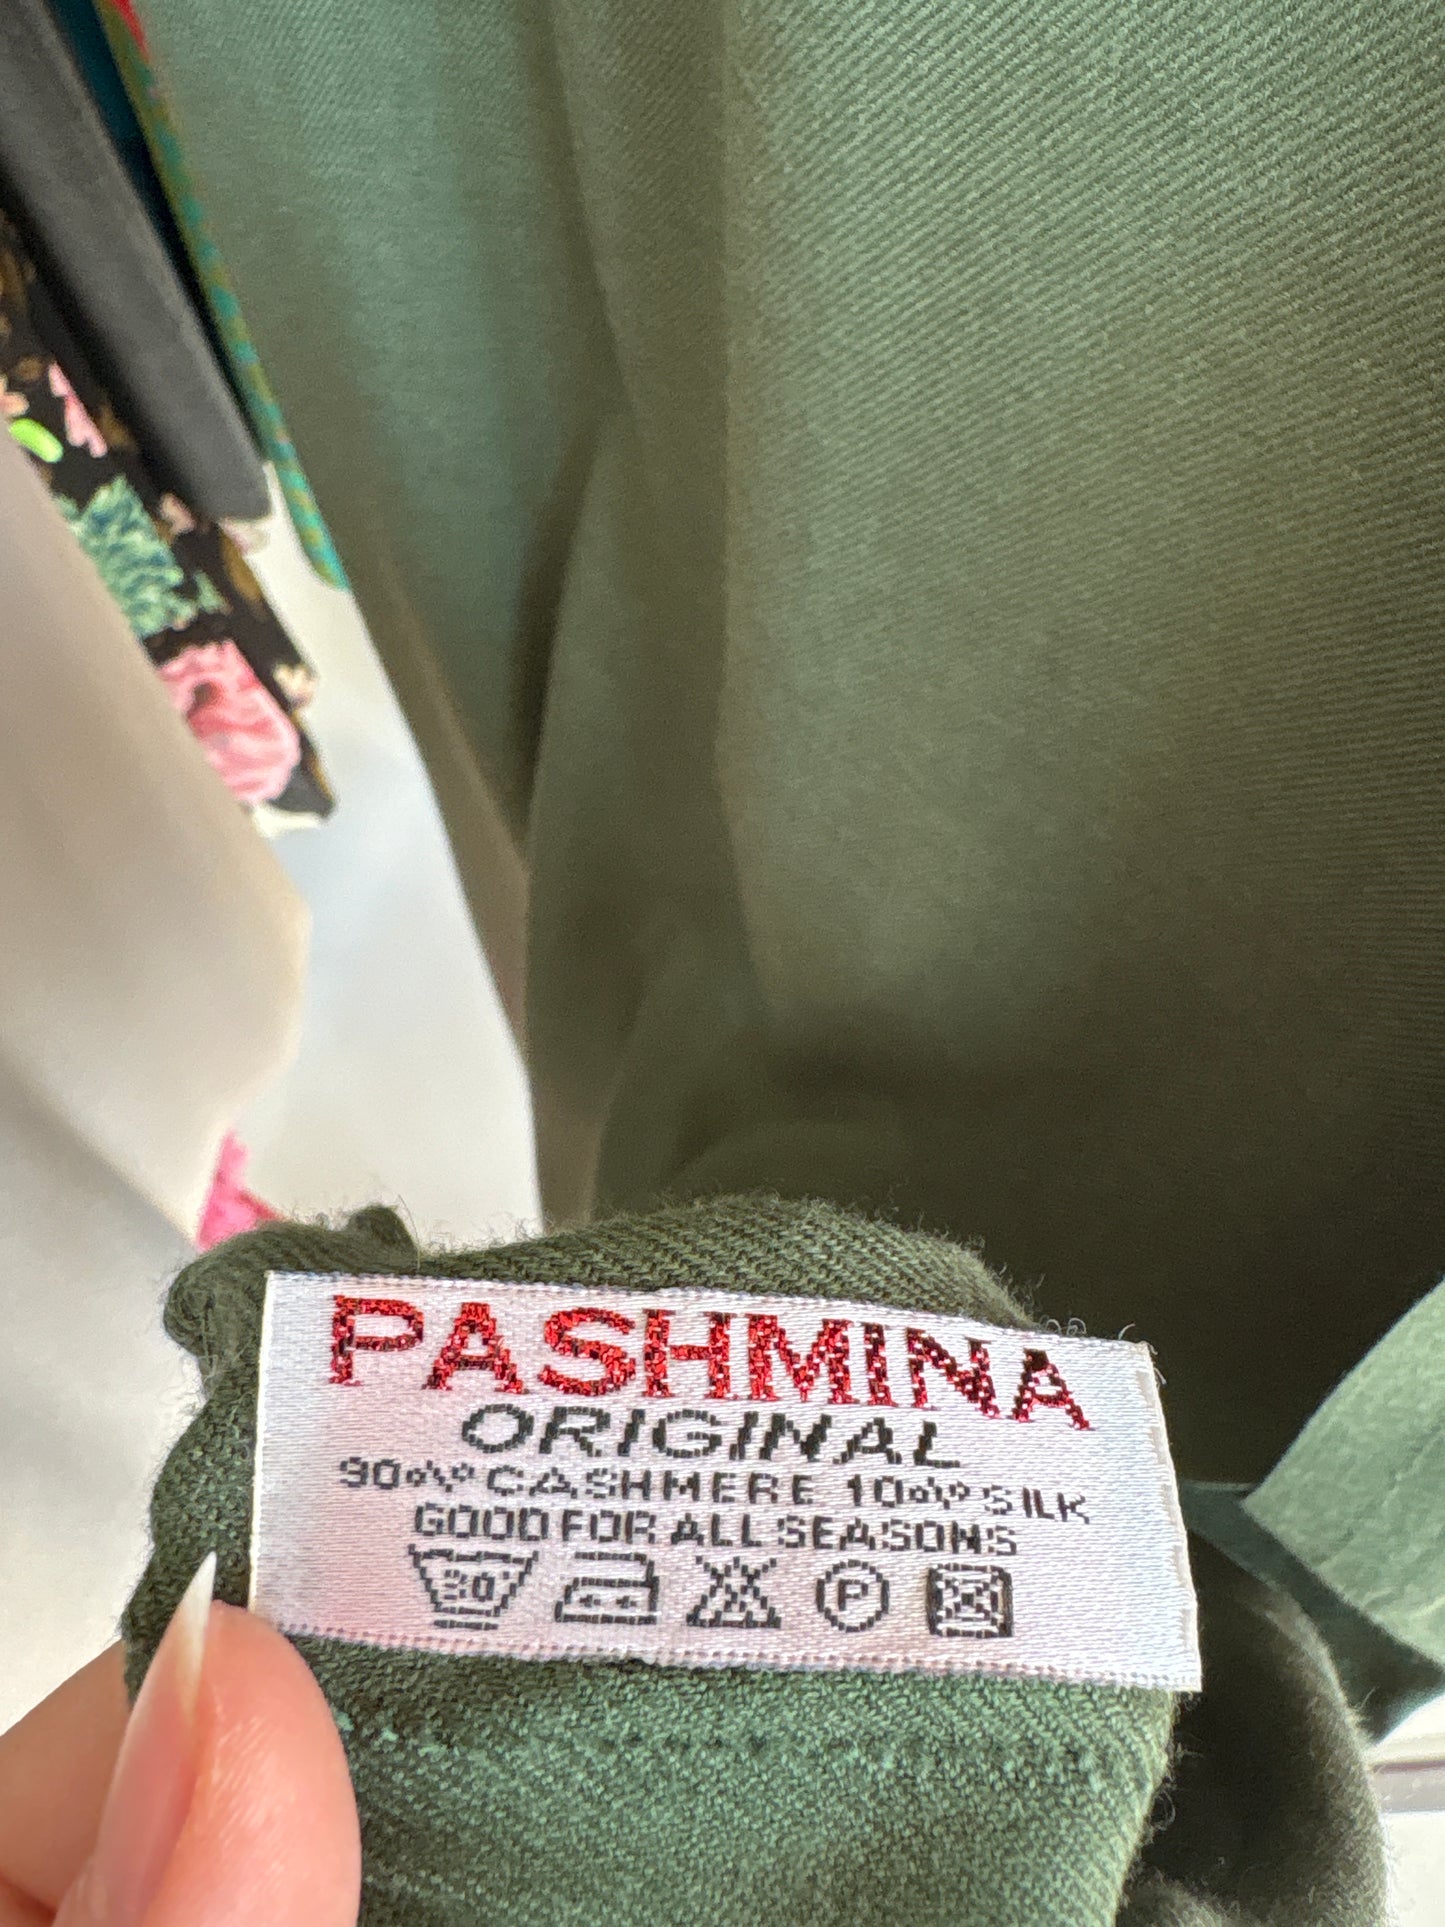 PASHMINA
ORIGINAL
90% CASHMERE 10% SILK
GOOD FOR ALL SEASONS
P